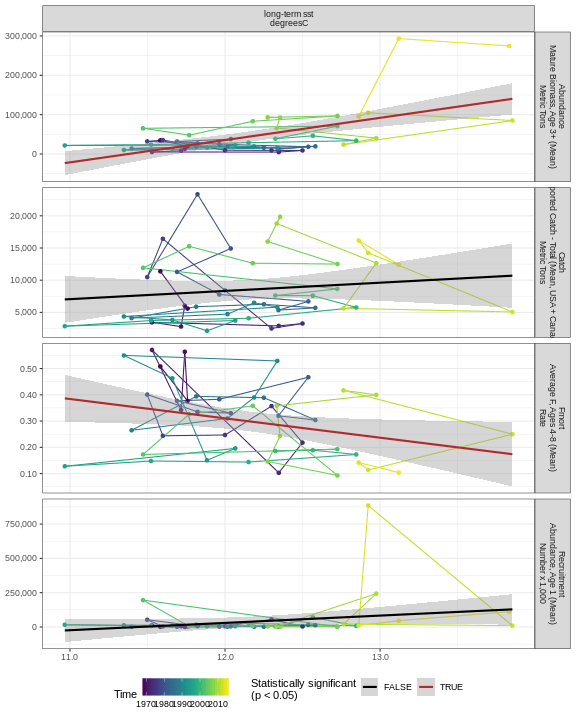 long-term sst
degreesC
300,000
200,000
100,000
0
Abundance
Mature Biomass, Age 3+ (Mean)
Metric Tons
20,000
15,000
10,000
5,000
Catch
ported Catch - Total (Mean, USA + Cana
Metric Tons
0.50
0.40
0.30
0.20
0.10
Fmort
Average F, Ages 4-8 (Mean)
Rate
750,000
500,000
250,000
0
Recruitment
Abundance, Age 1 (Mean)
Number x 1,000
11.0
12.0
13.0
Time
1970
1980
1990
2000
2010
Statistically significant
(p < 0.05)
FALSE
TRUE